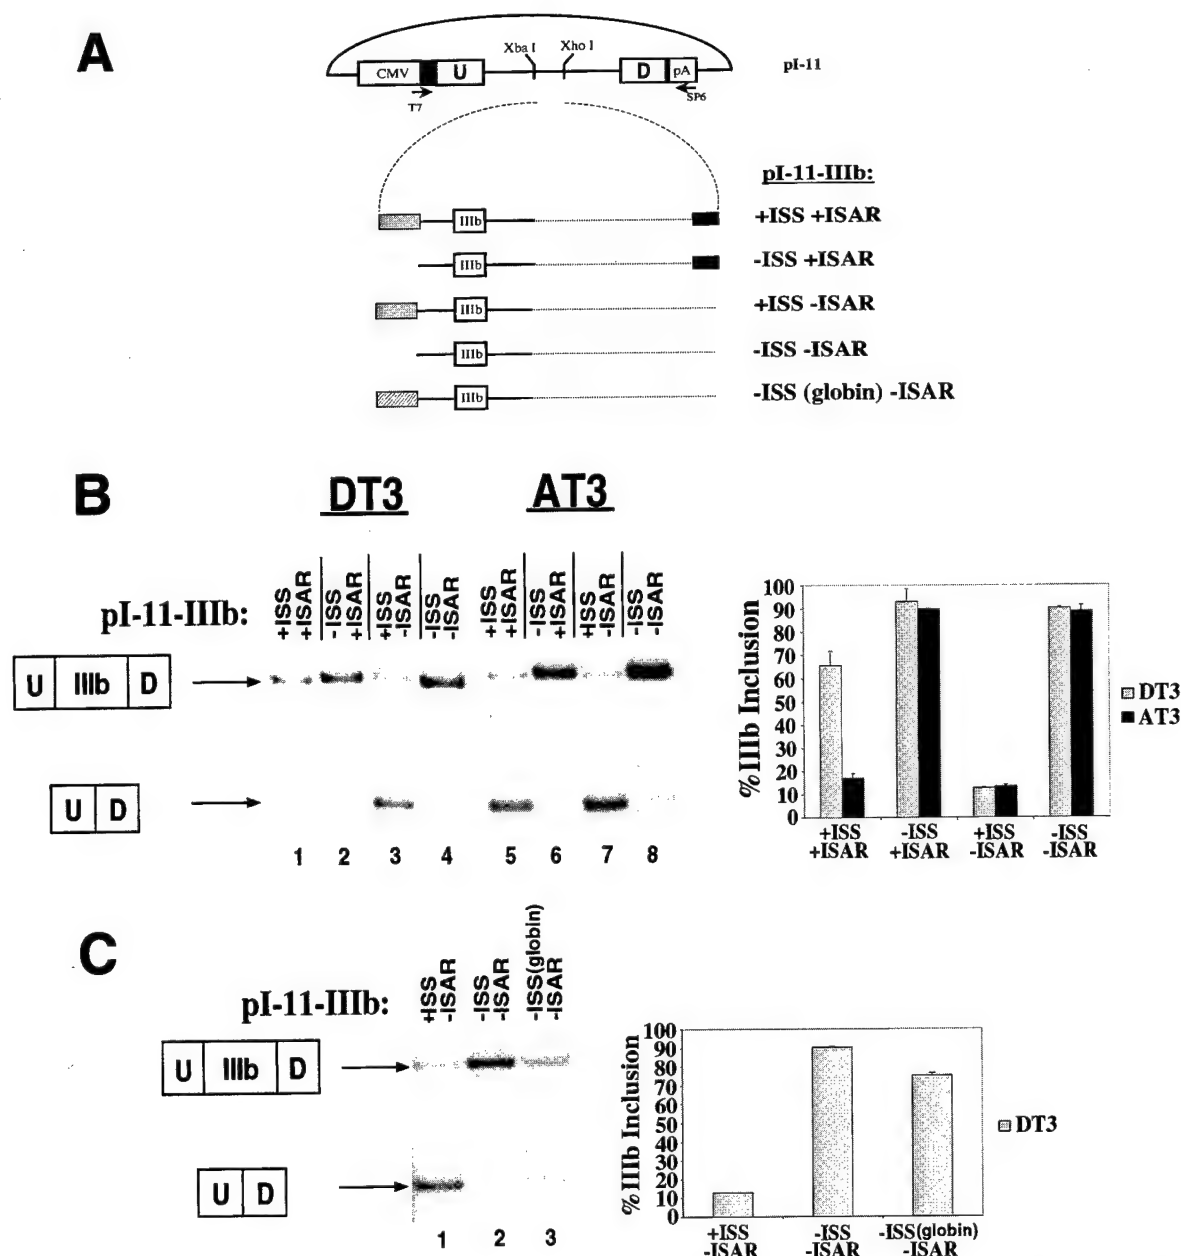 A
Xba I
Xho I
CMV
U
D
pA
pI-11
T7
SP6
pI-11-IIIb:
IIIb
+ISS +ISAR
IIIb
-ISS +ISAR
IIIb
+ISS -ISAR
IIIb
-ISS -ISAR
IIIb
-ISS (globin) -ISAR
B
DT3
AT3
pI-11-IIIb:
+ISS
+ISAR
-ISS
+ISAR
+ISS
-ISAR
-ISS
-ISAR
+ISS
+ISAR
-ISS
+ISAR
+ISS
-ISAR
-ISS
-ISAR
U IIIb D
U D
1 2 3 4 5 6 7 8
% IIIb Inclusion
100
90
80
70
60
50
40
30
20
10
0
+ISS
+ISAR
-ISS
+ISAR
+ISS
-ISAR
-ISS
-ISAR
DT3
AT3
C
pI-11-IIIb:
+ISS
-ISAR
-ISS
-ISAR
-ISS(globin)
-ISAR
U IIIb D
U D
1 2 3
% IIIb Inclusion
100
90
80
70
60
50
40
30
20
10
0
+ISS
-ISAR
-ISS
-ISAR
-ISS(globin)
-ISAR
DT3